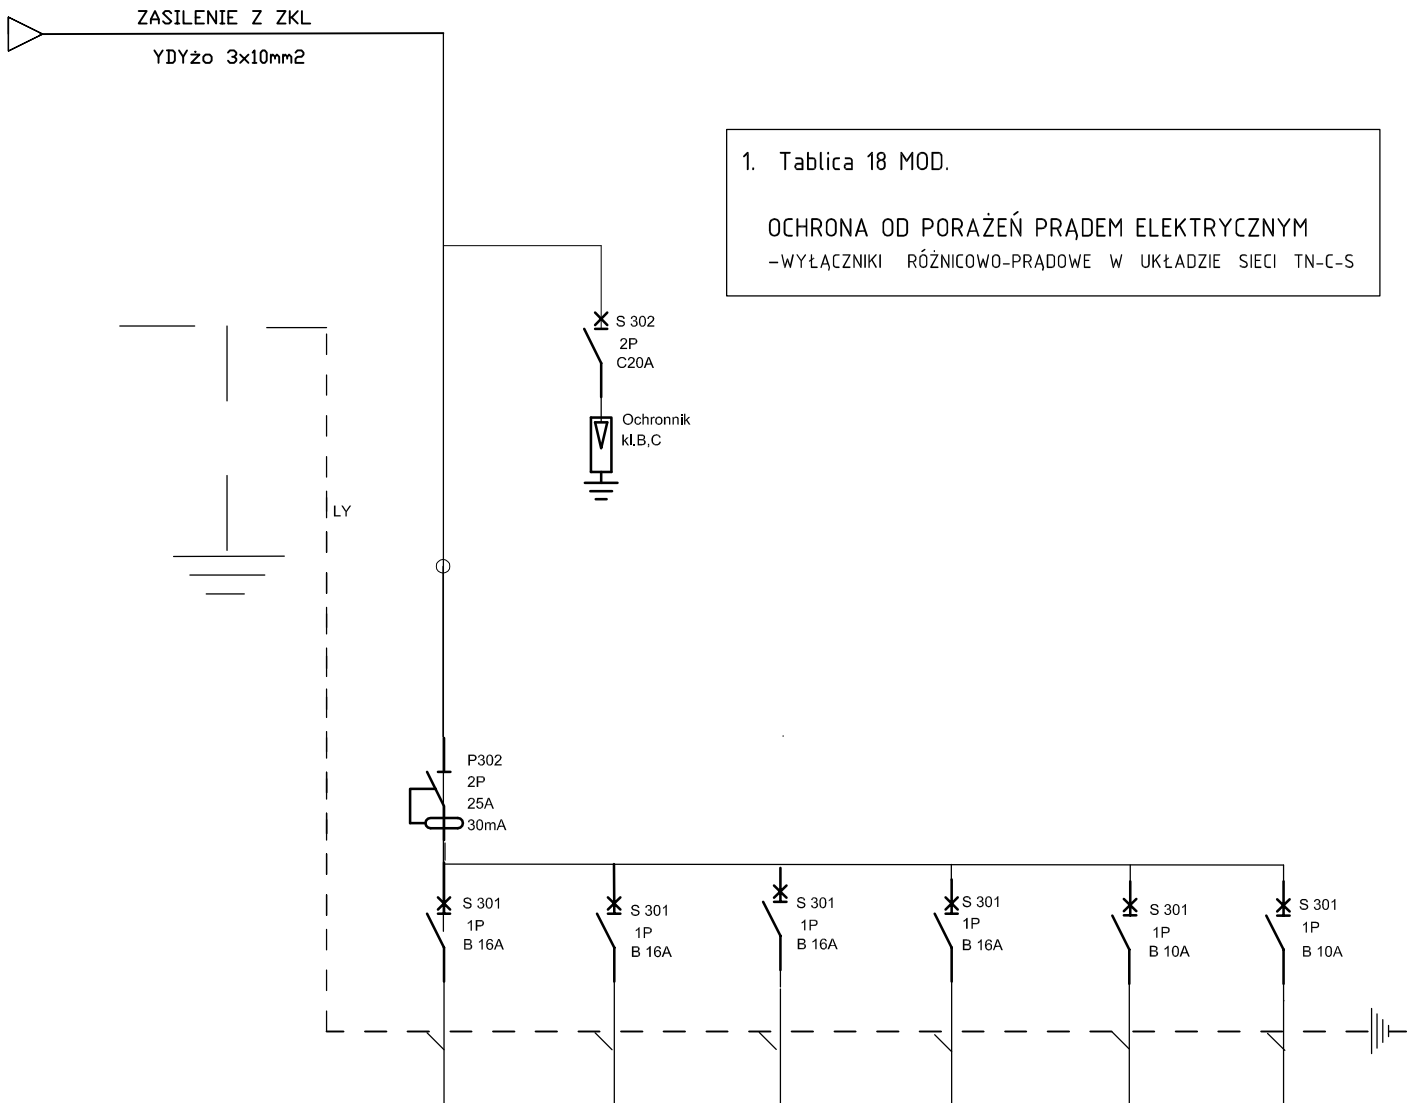 ZASILENIE Z ZKL
YDYżo 3x10mm2
1. Tablica 18 MOD.
OCHRONA OD PORAŻEŃ PRĄDEM ELEKTRYCZNYM
-WYŁĄCZNIKI RÓŻNICOWO-PRĄDOWE W UKŁADZIE SIECI TN-C-S
S 302
2P
C20A
Ochronnik
kl.B,C
LY
P302
2P
25A
30mA
S 301
1P
B 16A
S 301
1P
B 16A
S 301
1P
B 16A
S 301
1P
B 16A
S 301
1P
B 10A
S 301
1P
B 10A